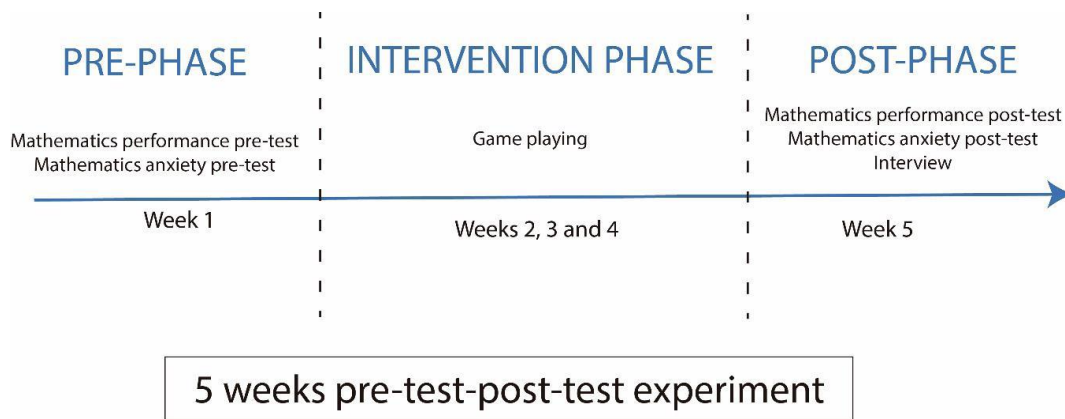 PRE-PHASE
Mathematics performance pre-test
Mathematics anxiety pre-test
Week 1
INTERVENTION PHASE
Game playing
Weeks 2, 3 and 4
POST-PHASE
Mathematics performance post-test
Mathematics anxiety post-test
Interview
Week 5
5 weeks pre-test-post-test experiment